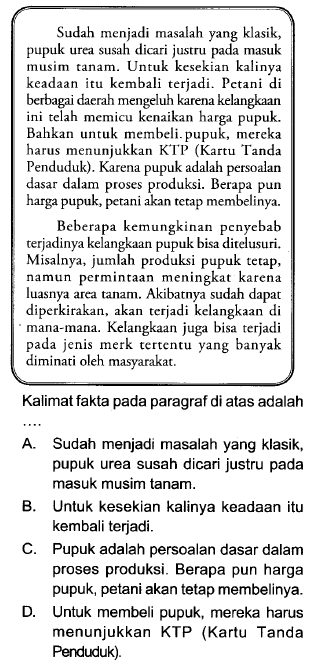 Sudah menjadi masalah yang klasik,
pupuk urea susah dicari justru pada masuk
musim tanam. Untuk kesekian kalinya
keadaan itu kembali terjadi. Petani di
berbagai daerah mengeluh karena kelangkaan
ini telah memicu kenaikan harga pupuk.
Bahkan untuk membeli.pupuk, mereka
harus menunjukkan KTP (Kartu Tanda
Penduduk). Karena pupuk adalah persoalan
dasar dalam proses produksi. Berapa pun
harga pupuk, petani akan tetap membelinya.
Beberapa kemungkinan penyebab
terjadinya kelangkaan pupuk bisa ditelusuri.
Misalnya, jumlah produksi pupuk tetap,
namun permintaan meningkat karena
luasnya area tanam. Akibatnya sudah dapat
diperkirakan, akan terjadi kelangkaan di
mana-mana. Kelangkaan juga bisa terjadi
pada jenis merk tertentu yang banyak
diminati oleh masyarakat.
Kalimat fakta pada paragraf di atas adalah
....
A. Sudah menjadi masalah yang klasik,
pupuk urea susah dicari justru pada
masuk musim tanam.
B. Untuk kesekian kalinya keadaan itu
kembali terjadi.
C. Pupuk adalah persoalan dasar dalam
proses produksi. Berapa pun harga
pupuk, petani akan tetap membelinya.
D. Untuk membeli pupuk, mereka harus
menunjukkan KTP (Kartu Tanda
Penduduk).